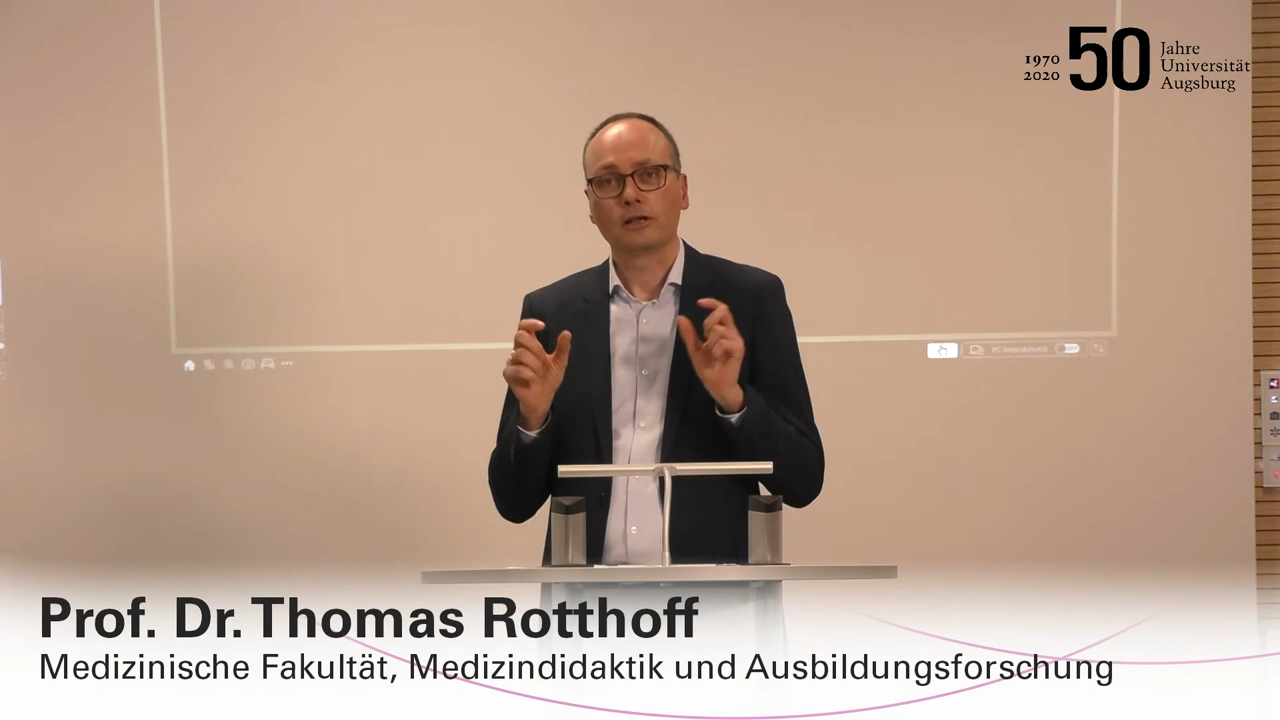 1970
2020
50
Jahre
Universität
Augsburg
Prof. Dr. Thomas Rotthoff
Medizinische Fakultät, Medizindidaktik und Ausbildungsforschung